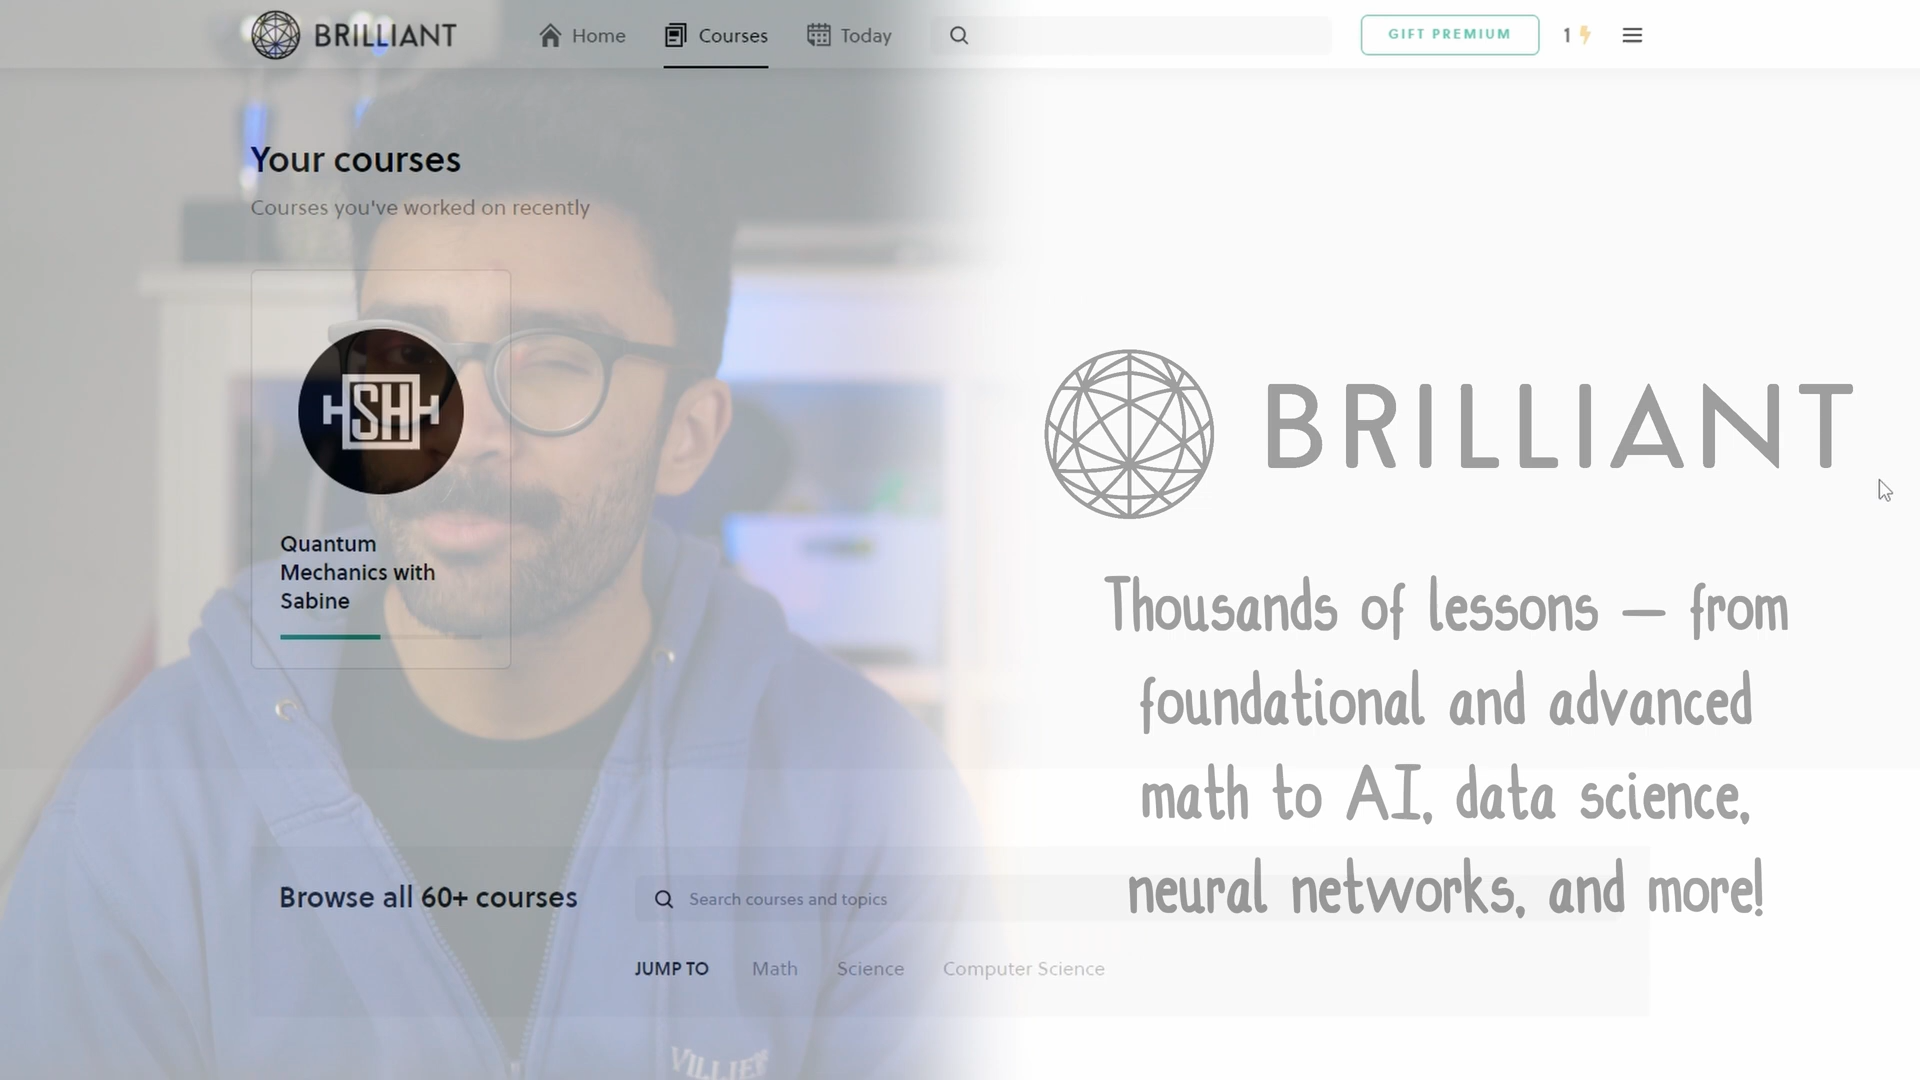 BRILLIANT
Home
Courses
Today
GIFT PREMIUM
1
Your courses
Courses you've worked on recently
SH
Quantum
Mechanics with
Sabine
BRILLIANT
Thousands of lessons – from
foundational and advanced
math to AI, data science,
neural networks, and more!
Browse all 60+ courses
Search courses and topics
JUMP TO
Math
Science
Computer Science